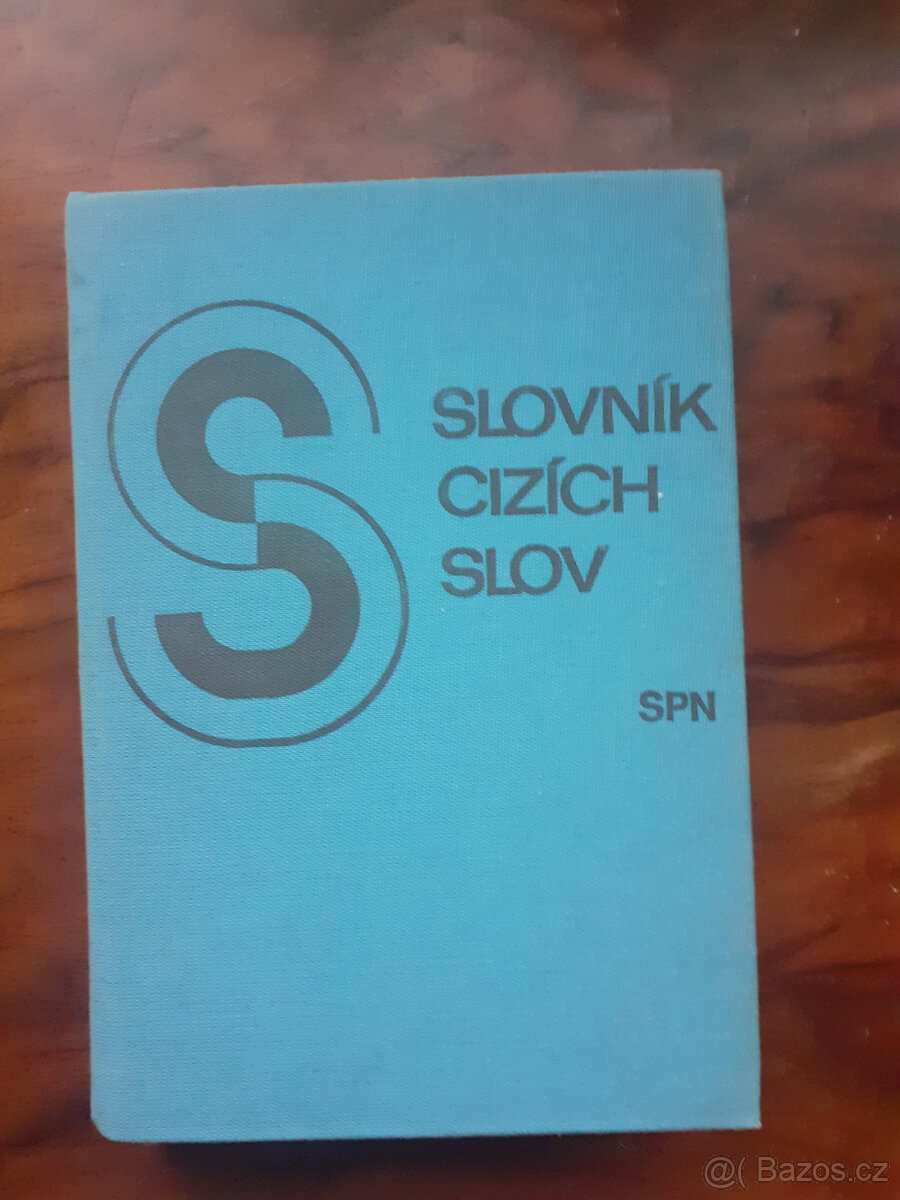 S
SLOVNÍK
CIZÍCH
SLOV
SPN
@( Bazos.cz